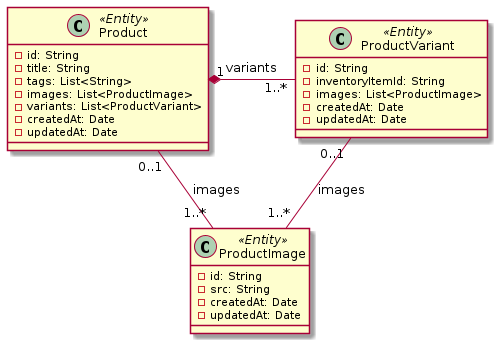 C «Entity»
Product
id: String
title: String
tags: List<String>
images: List<ProductImage>
variants: List<ProductVariant>
createdAt: Date
updatedAt: Date
1 variants
1..*
C «Entity»
ProductVariant
id: String
inventoryItemId: String
images: List<ProductImage>
createdAt: Date
updatedAt: Date
0..1
0..1
images
images
1..*
1..*
C «Entity»
ProductImage
id: String
src: String
createdAt: Date
updatedAt: Date